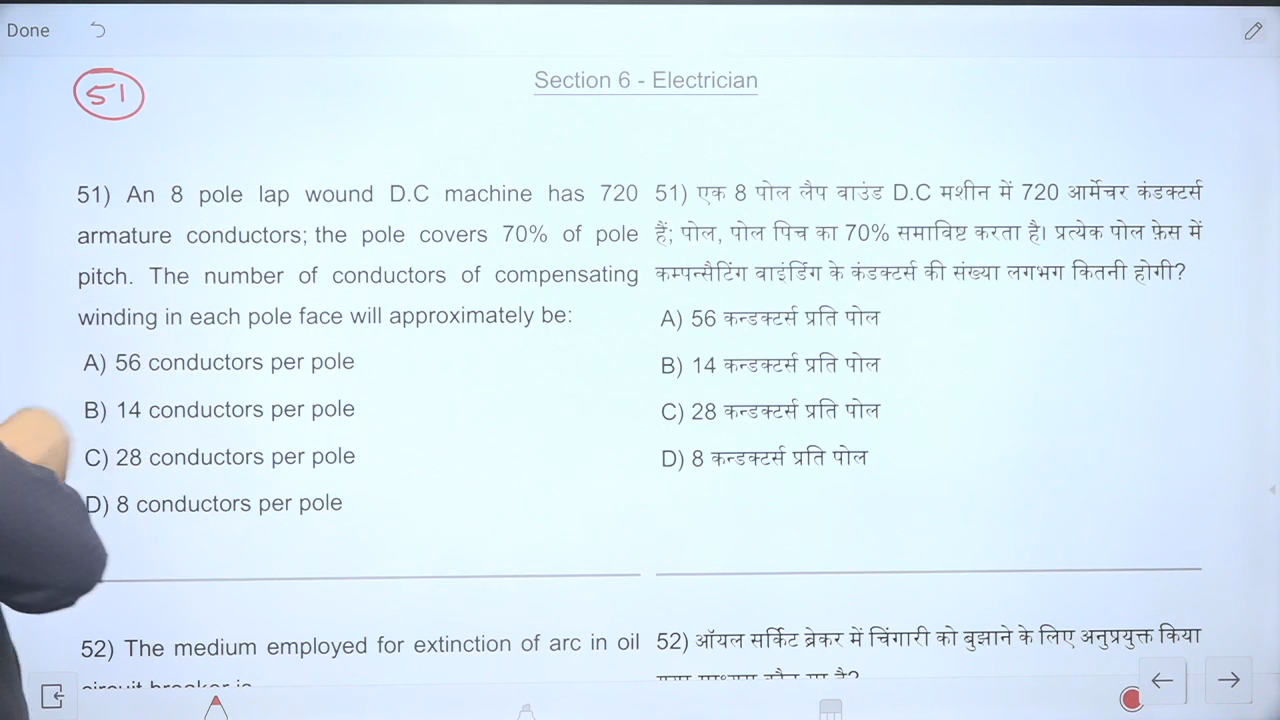 Done
51
Section 6 - Electrician
51) An 8 pole lap wound D.C machine has 720
armature conductors; the pole covers 70% of pole
pitch. The number of conductors of compensating
winding in each pole face will approximately be:
A) 56 conductors per pole
B) 14 conductors per pole
C) 28 conductors per pole
D) 8 conductors per pole
51) एक 8 पोल लैप वाउंड D.C मशीन में 720 आर्मेचर कंडक्टर्स
हैं; पोल, पोल पिच का 70% समाविष्ट करता है। प्रत्येक पोल फ़ेस में
कम्पन्सैटिंग वाइंडिंग के कंडक्टर्स की संख्या लगभग कितनी होगी?
A) 56 कन्डक्टर्स प्रति पोल
B) 14 कन्डक्टर्स प्रति पोल
C) 28 कन्डक्टर्स प्रति पोल
D) 8 कन्डक्टर्स प्रति पोल
52) The medium employed for extinction of arc in oil
circuit breaker is
52) ऑयल सर्किट ब्रेकर में चिंगारी को बुझाने के लिए अनुप्रयुक्त किया